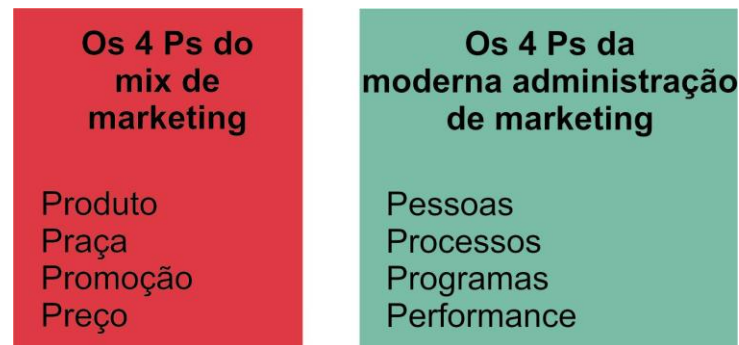 Os 4 Ps do
mix de
marketing
Produto
Praça
Promoção
Preço
Os 4 Ps da
moderna administração
de marketing
Pessoas
Processos
Programas
Performance